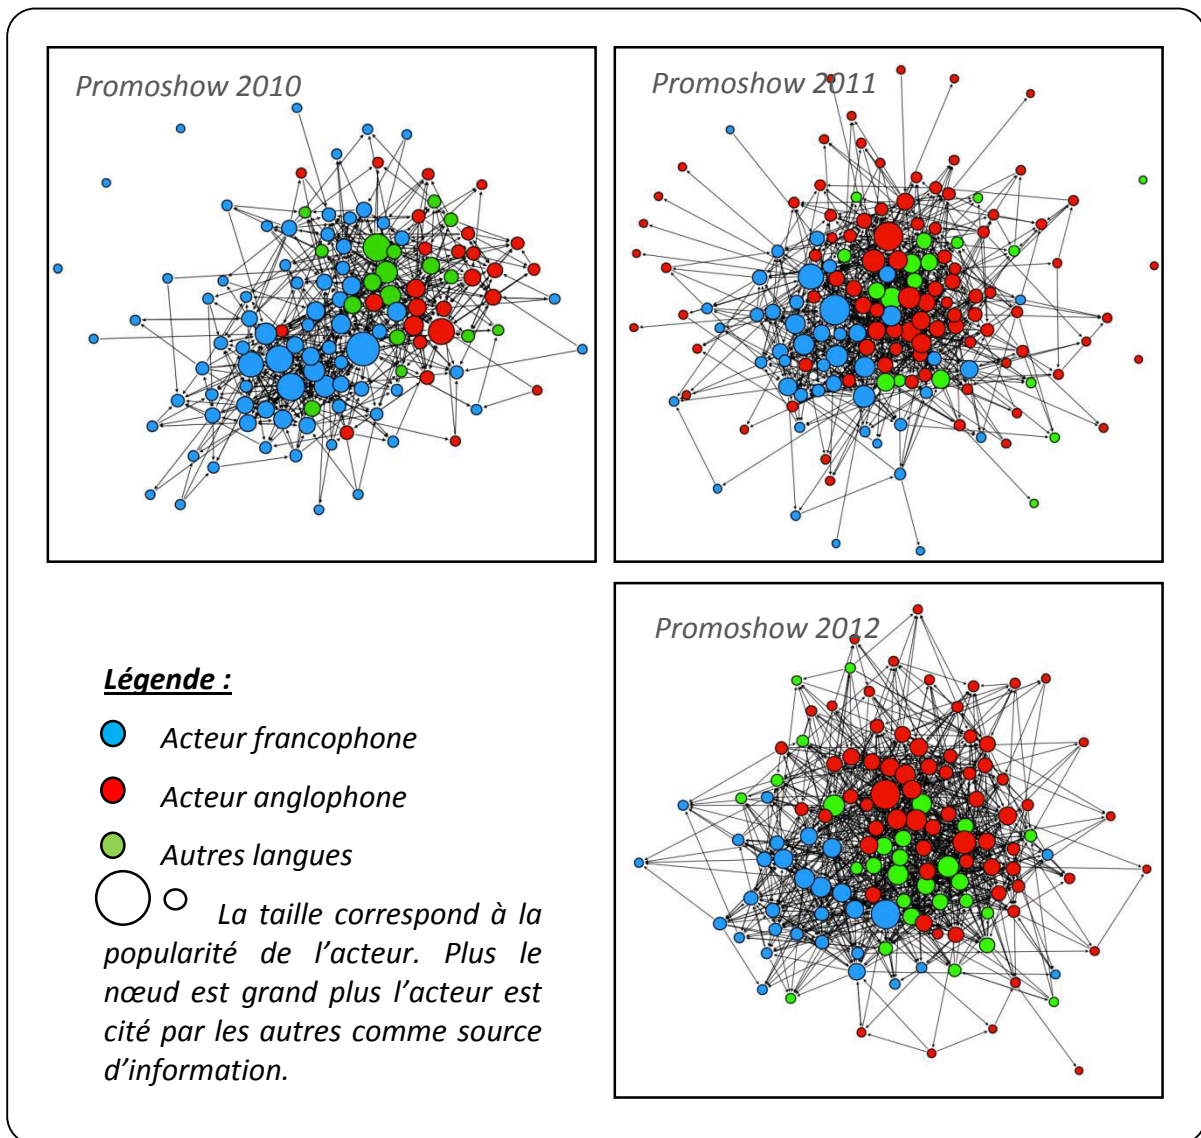 Promoshow 2010
Promoshow 2011
Promoshow 2012
Légende :
Acteur francophone
Acteur anglophone
Autres langues
La taille correspond à la
popularité de l'acteur. Plus le
nœud est grand plus l'acteur est
cité par les autres comme source
d'information.